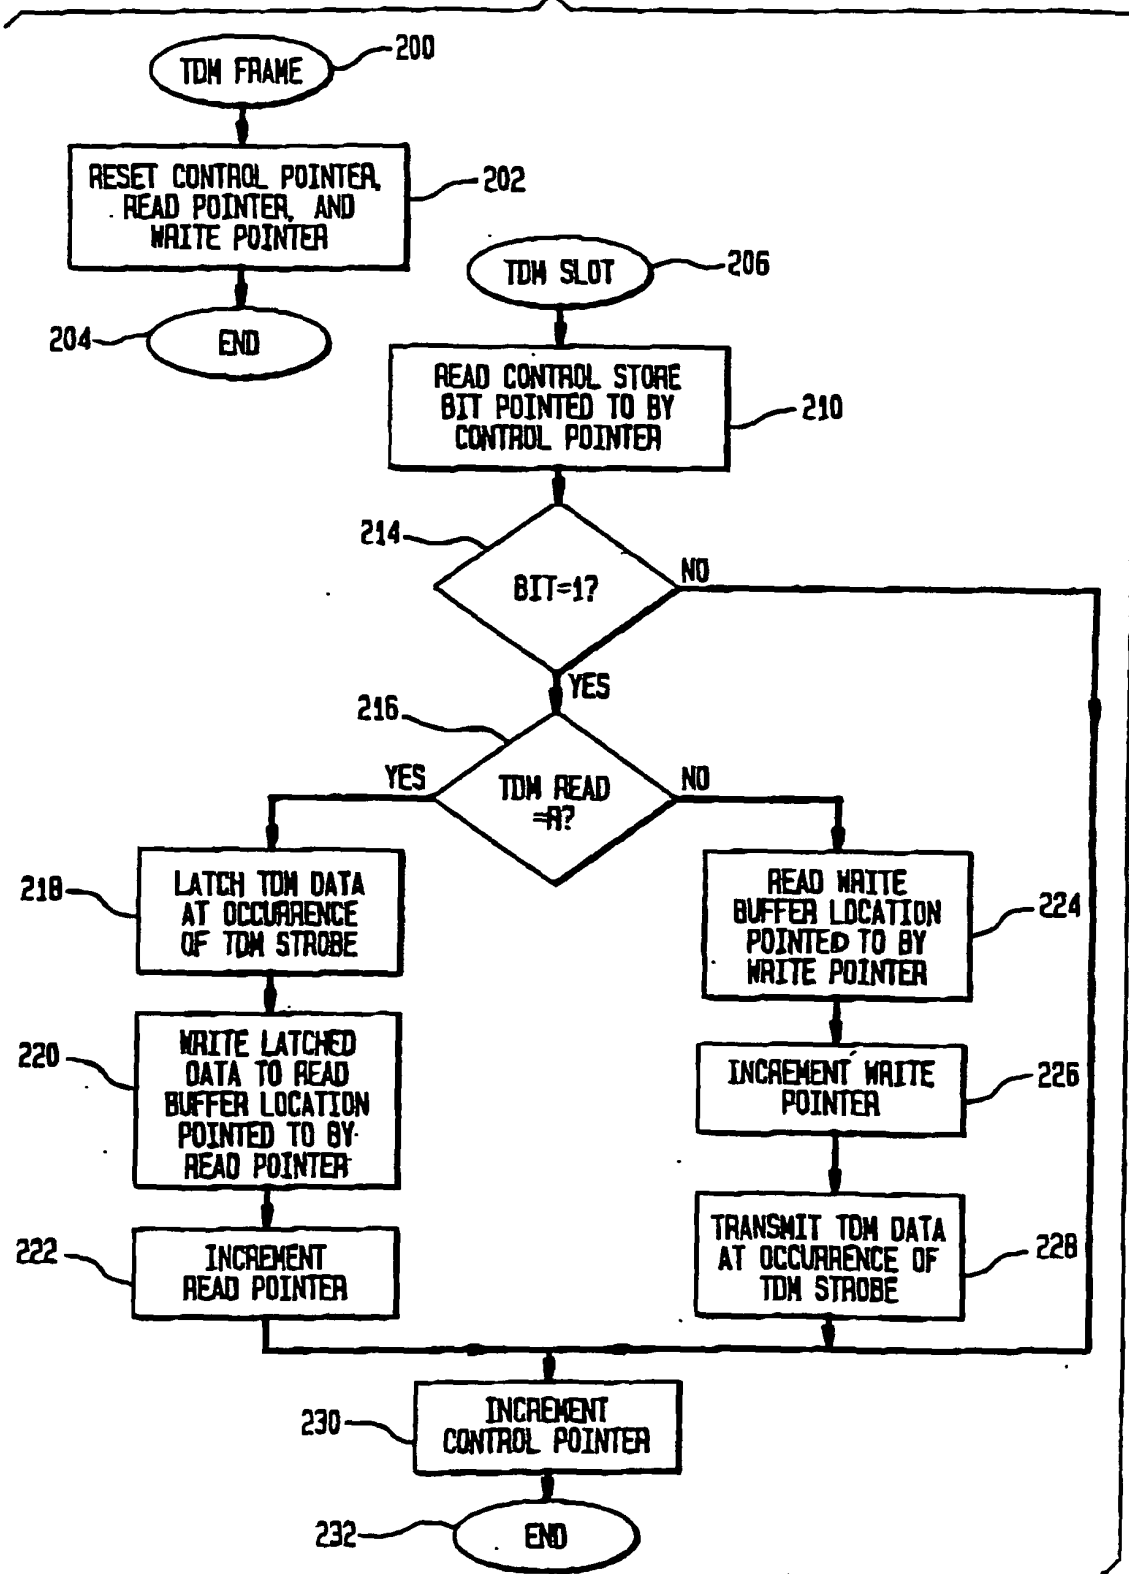 TDM FRAME
200
RESET CONTROL POINTER,
READ POINTER, AND
WRITE POINTER
202
204
END
TDM SLOT
206
READ CONTROL STORE
BIT POINTED TO BY
CONTROL POINTER
210
214
BIT=1?
NO
YES
216
TDM READ
=R?
YES
NO
218
LATCH TDM DATA
AT OCCURRENCE
OF TDM STROBE
READ WRITE
BUFFER LOCATION
POINTED TO BY
WRITE POINTER
224
220
WRITE LATCHED
DATA TO READ
BUFFER LOCATION
POINTED TO BY
READ POINTER
INCREMENT WRITE
POINTER
226
222
INCREMENT
READ POINTER
TRANSMIT TDM DATA
AT OCCURRENCE OF
TDM STROBE
228
230
INCREMENT
CONTROL POINTER
232
END